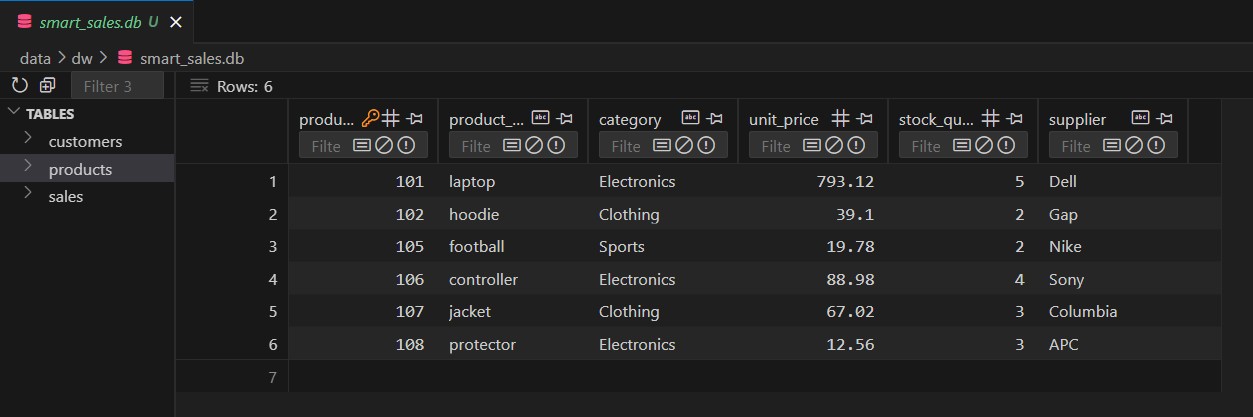 smart_sales.db U
data > dw > smart_sales.db
Filter 3
Rows: 6
TABLES
customers
products
sales
produ... product_... category unit_price stock_qu... supplier
Filte Filte Filte Filte Filte Filte
1 101 laptop Electronics 793.12 5 Dell
2 102 hoodie Clothing 39.1 2 Gap
3 105 football Sports 19.78 2 Nike
4 106 controller Electronics 88.98 4 Sony
5 107 jacket Clothing 67.02 3 Columbia
6 108 protector Electronics 12.56 3 APC
7